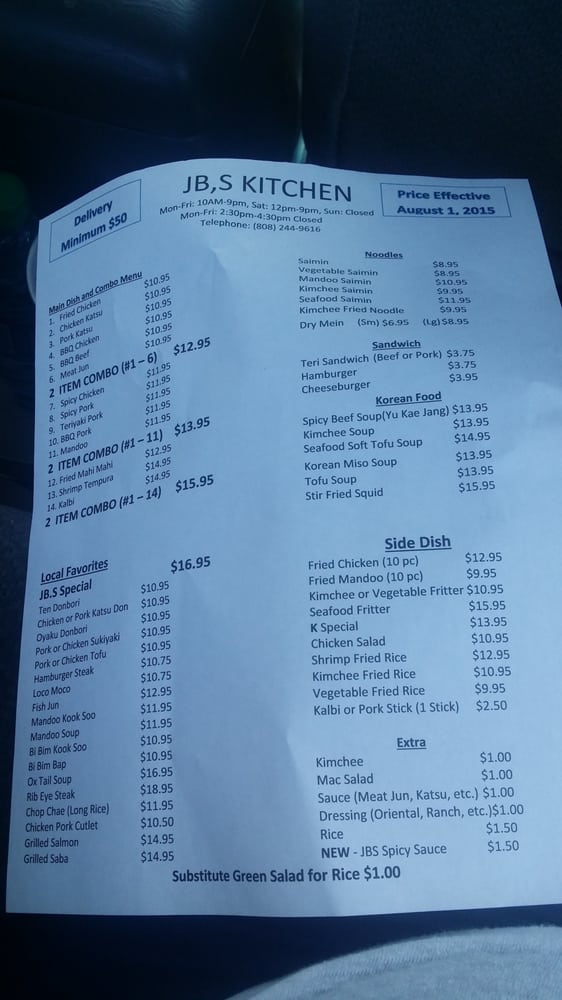 JB,S KITCHEN
Delivery
Minimum $50
Mon-Fri: 10AM-9pm, Sat: 12pm-9pm, Sun: Closed
Mon-Fri: 2:30pm-4:30pm Closed
Telephone: (808) 244-9616
Price Effective
August 1, 2015
Main Dish and Combo Menu
1. Fried Chicken $10.95
2. Chicken Katsu $10.95
3. Pork Katsu $10.95
4. BBQ Chicken $10.95
5. BBQ Beef $10.95
6. Meat Jun $10.95
2 ITEM COMBO (#1 – 6) $12.95
7. Spicy Chicken $11.95
8. Spicy Pork $11.95
9. Teriyaki Pork $11.95
10. BBQ Pork $11.95
11. Mandoo $11.95
2 ITEM COMBO (#1 – 11) $13.95
12. Fried Mahi Mahi $12.95
13. Shrimp Tempura $14.95
14. Kalbi $14.95
2 ITEM COMBO (#1 – 14) $15.95
Local Favorites
JB.S Special $16.95
Ten Donbori $10.95
Chicken or Pork Katsu Don $10.95
Oyaku Donbori $10.95
Pork or Chicken Sukiyaki $10.95
Pork or Chicken Tofu $10.95
Hamburger Steak $10.75
Loco Moco $10.75
Fish Jun $12.95
Mandoo Kook Soo $11.95
Mandoo Soup $11.95
Bi Bim Kook Soo $10.95
Bi Bim Bap $10.95
Ox Tail Soup $16.95
Rib Eye Steak $18.95
Chop Chae (Long Rice) $11.95
Chicken Pork Cutlet $10.50
Grilled Salmon $14.95
Grilled Saba $14.95
Noodles
Saimin $8.95
Vegetable Saimin $8.95
Mandoo Saimin $10.95
Kimchee Saimin $9.95
Seafood Saimin $11.95
Kimchee Fried Noodle $9.95
Dry Mein (Sm) $6.95 (Lg)$8.95
Sandwich
Teri Sandwich (Beef or Pork) $3.75
Hamburger $3.75
Cheeseburger $3.95
Korean Food
Spicy Beef Soup(Yu Kae Jang) $13.95
Kimchee Soup $13.95
Seafood Soft Tofu Soup $14.95
Korean Miso Soup $13.95
Tofu Soup $13.95
Stir Fried Squid $15.95
Side Dish
Fried Chicken (10 pc) $12.95
Fried Mandoo (10 pc) $9.95
Kimchee or Vegetable Fritter $10.95
Seafood Fritter $15.95
K Special $13.95
Chicken Salad $10.95
Shrimp Fried Rice $12.95
Kimchee Fried Rice $10.95
Vegetable Fried Rice $9.95
Kalbi or Pork Stick (1 Stick) $2.50
Extra
Kimchee $1.00
Mac Salad $1.00
Sauce (Meat Jun, Katsu, etc.) $1.00
Dressing (Oriental, Ranch, etc.)$1.00
Rice $1.50
NEW - JBS Spicy Sauce $1.50
Substitute Green Salad for Rice $1.00